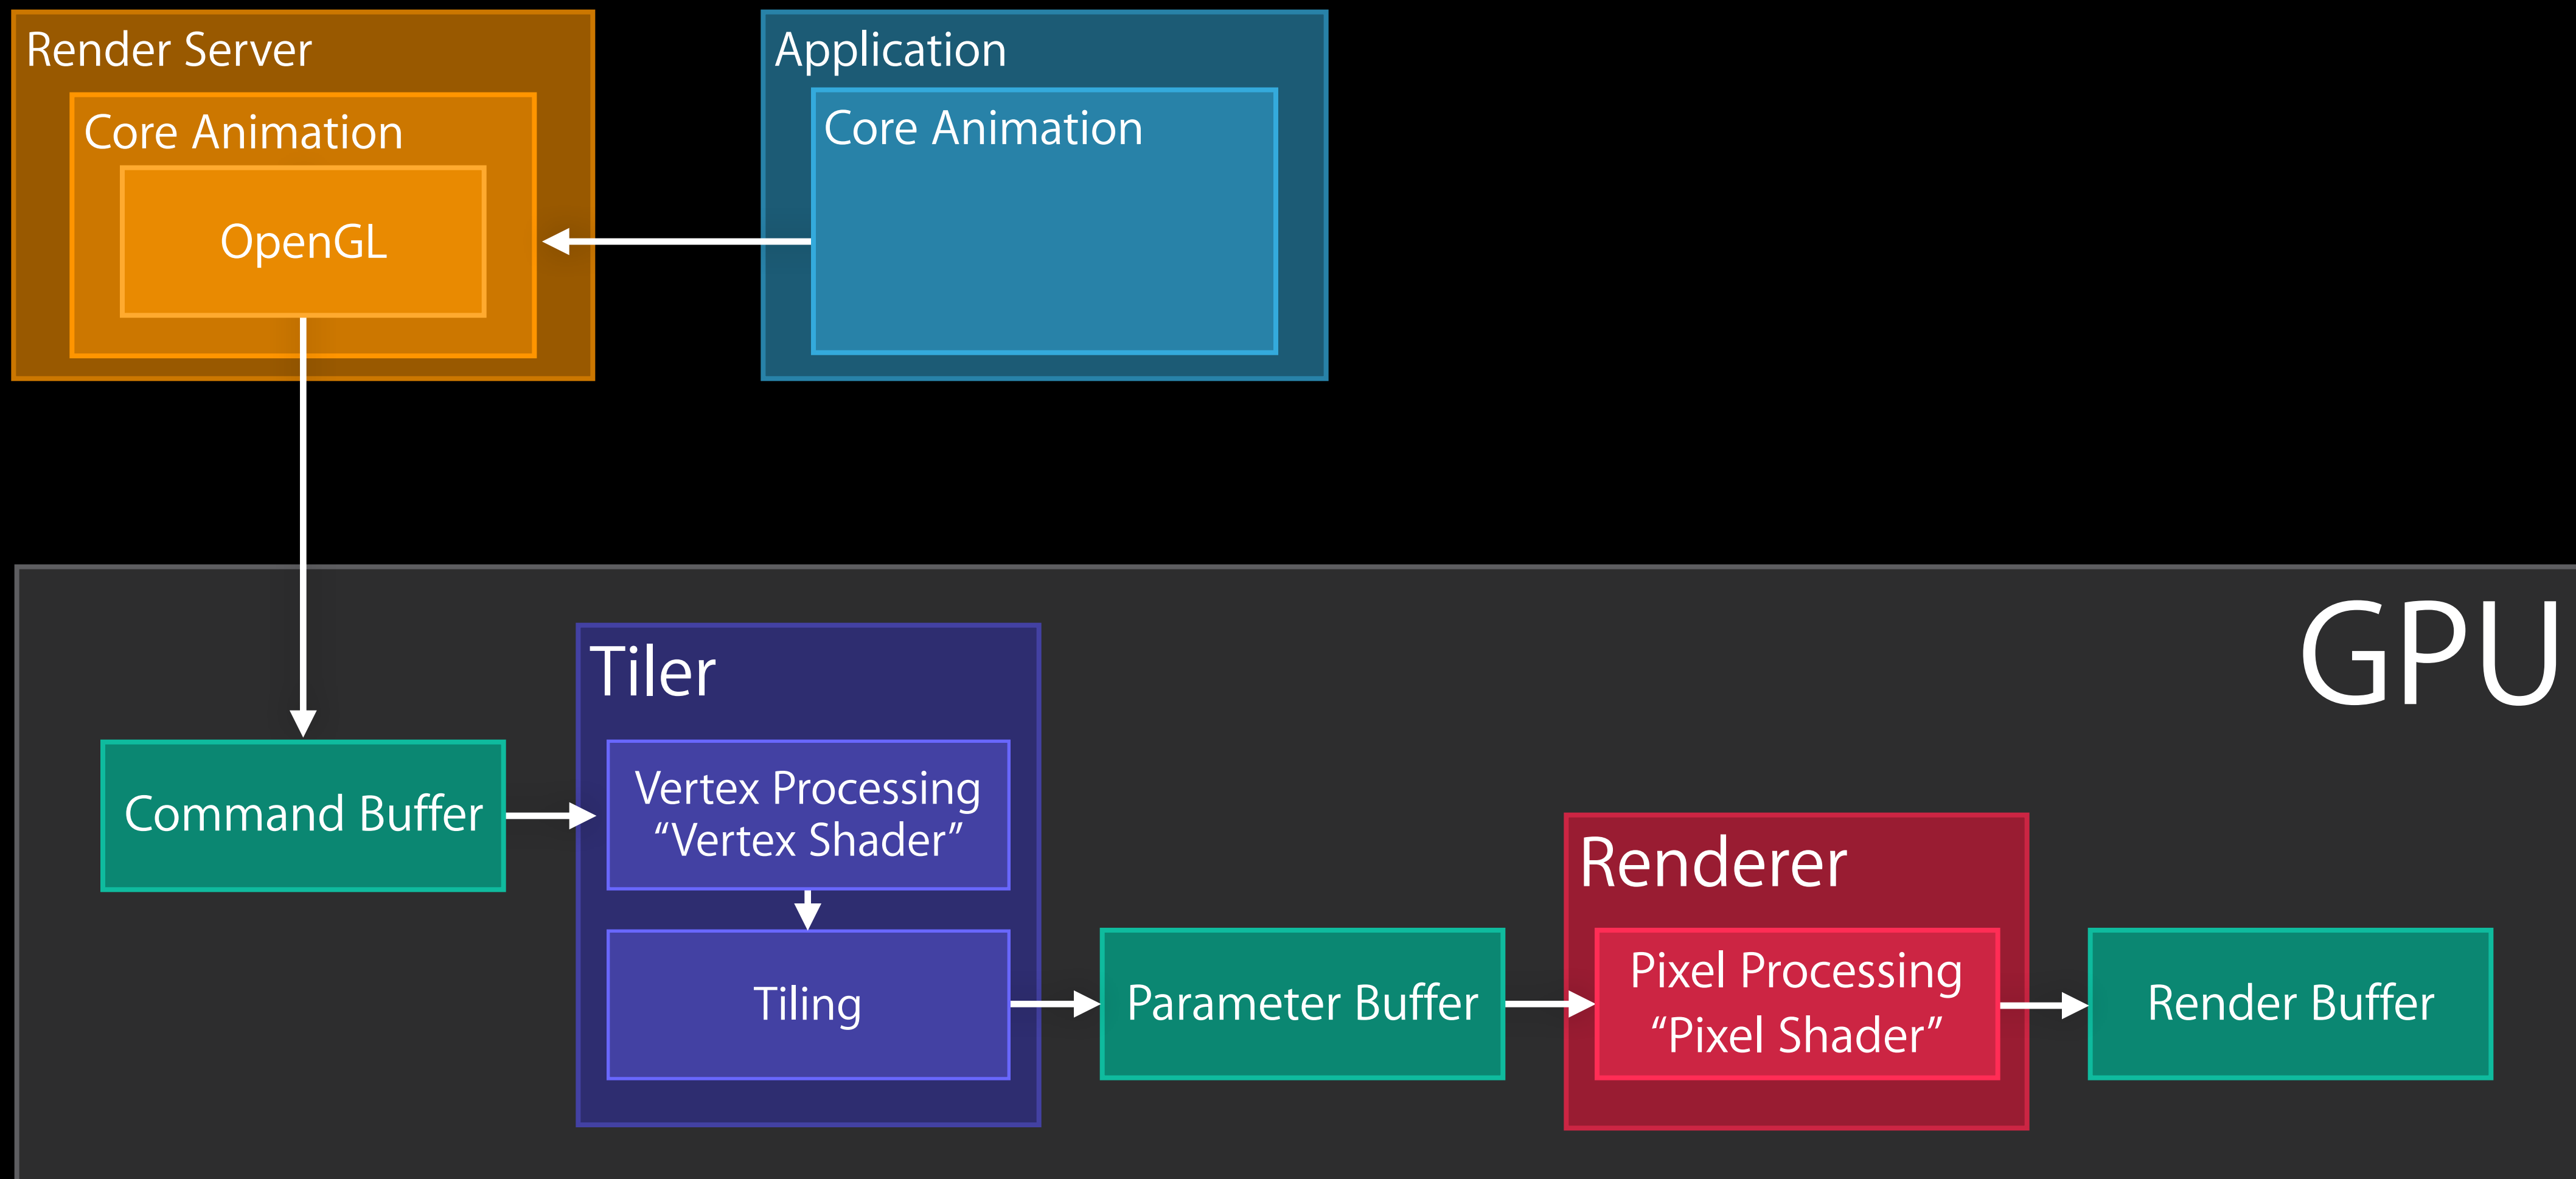 Render Server
Core Animation
OpenGL
Application
Core Animation
GPU
Command Buffer
Tiler
Vertex Processing
“Vertex Shader”
Tiling
Parameter Buffer
Renderer
Pixel Processing
“Pixel Shader”
Render Buffer